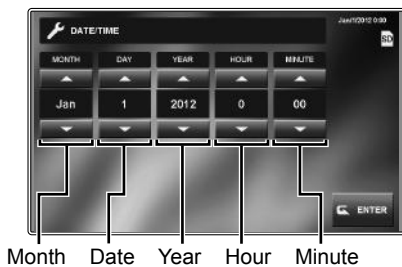 Jan/1/2012 0:00
DATE/TIME
SD
MONTH DAY YEAR HOUR MINUTE
Jan 1 2012 0 00
ENTER
Month Date Year Hour Minute